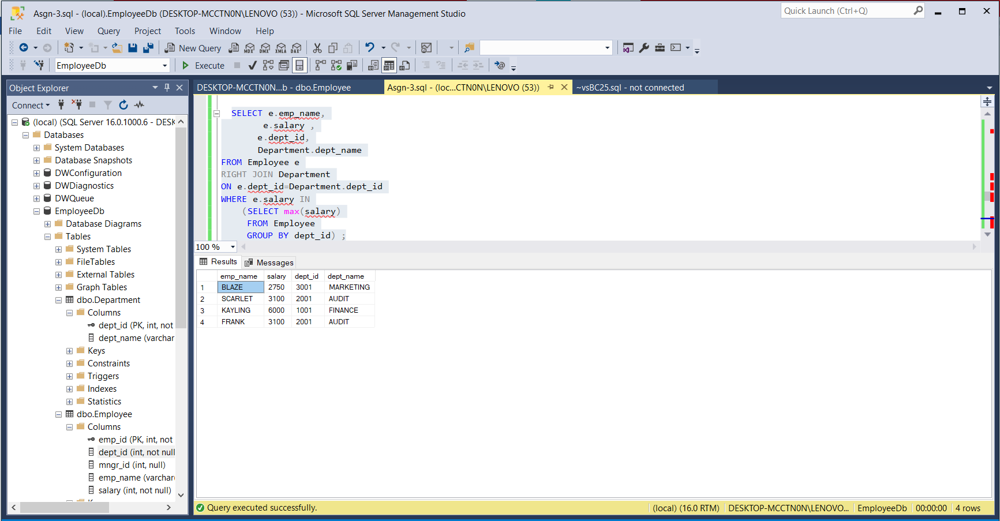 Asgn-3.sql - (local).EmployeeDb (DESKTOP-MCCTN0N\LENOVO (53)) - Microsoft SQL Server Management Studio
Quick Launch (Ctrl+Q)
File Edit View Query Project Tools Window Help
New Query MDX DMX XMLA DAX
EmployeeDb Execute
Object Explorer
DESKTOP-MCCTN0N...b - dbo.Employee Asgn-3.sql - (loc...CTN0N\LENOVO (53)) ~vsBC25.sql - not connected
Connect
(local) (SQL Server 16.0.1000.6 - DESK
Databases
System Databases
Database Snapshots
DWConfiguration
DWDiagnostics
DWQueue
EmployeeDb
Database Diagrams
Tables
System Tables
FileTables
External Tables
Graph Tables
dbo.Department
Columns
dept_id (PK, int, not
dept_name (varchar
Keys
Constraints
Triggers
Indexes
Statistics
dbo.Employee
Columns
emp_id (PK, int, not
dept_id (int, not null
mngr_id (int, null)
emp_name (varchar
salary (int, not null)
SELECT e.emp_name,
e.salary ,
e.dept_id,
Department.dept_name
FROM Employee e
RIGHT JOIN Department
ON e.dept_id=Department.dept_id
WHERE e.salary IN
(SELECT max(salary)
FROM Employee
GROUP BY dept_id) ;
100 %
Results Messages
emp_name salary dept_id dept_name
1 BLAZE 2750 3001 MARKETING
2 SCARLET 3100 2001 AUDIT
3 KAYLING 6000 1001 FINANCE
4 FRANK 3100 2001 AUDIT
Query executed successfully. (local) (16.0 RTM) DESKTOP-MCCTN0N\LENOVO... EmployeeDb 00:00:00 4 rows